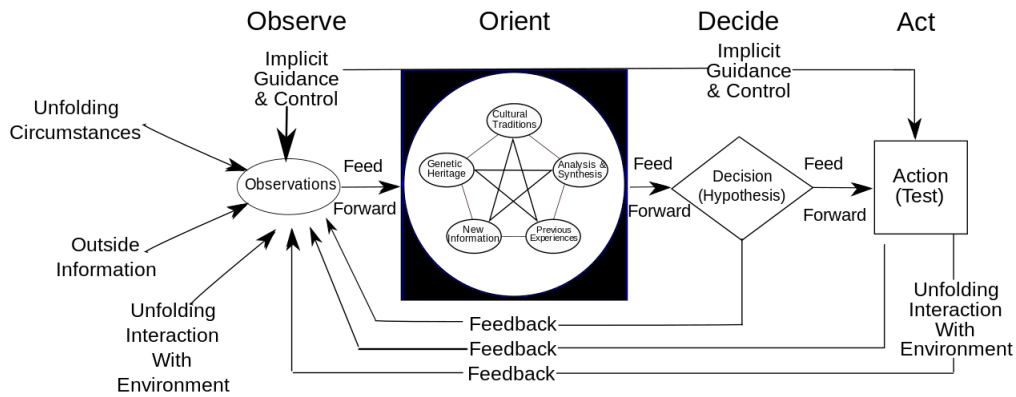 Observe
Orient
Decide
Act
Implicit
Guidance
& Control
Unfolding
Circumstances
Observations
Outside
Information
Unfolding
Interaction
With
Environment
Feed
Forward
Cultural
Traditions
Genetic
Heritage
Analysis &
Synthesis
New
Information
Previous
Experiences
Feed
Forward
Implicit
Guidance
& Control
Decision
(Hypothesis)
Feed
Forward
Action
(Test)
Unfolding
Interaction
With
Environment
Feedback
Feedback
Feedback